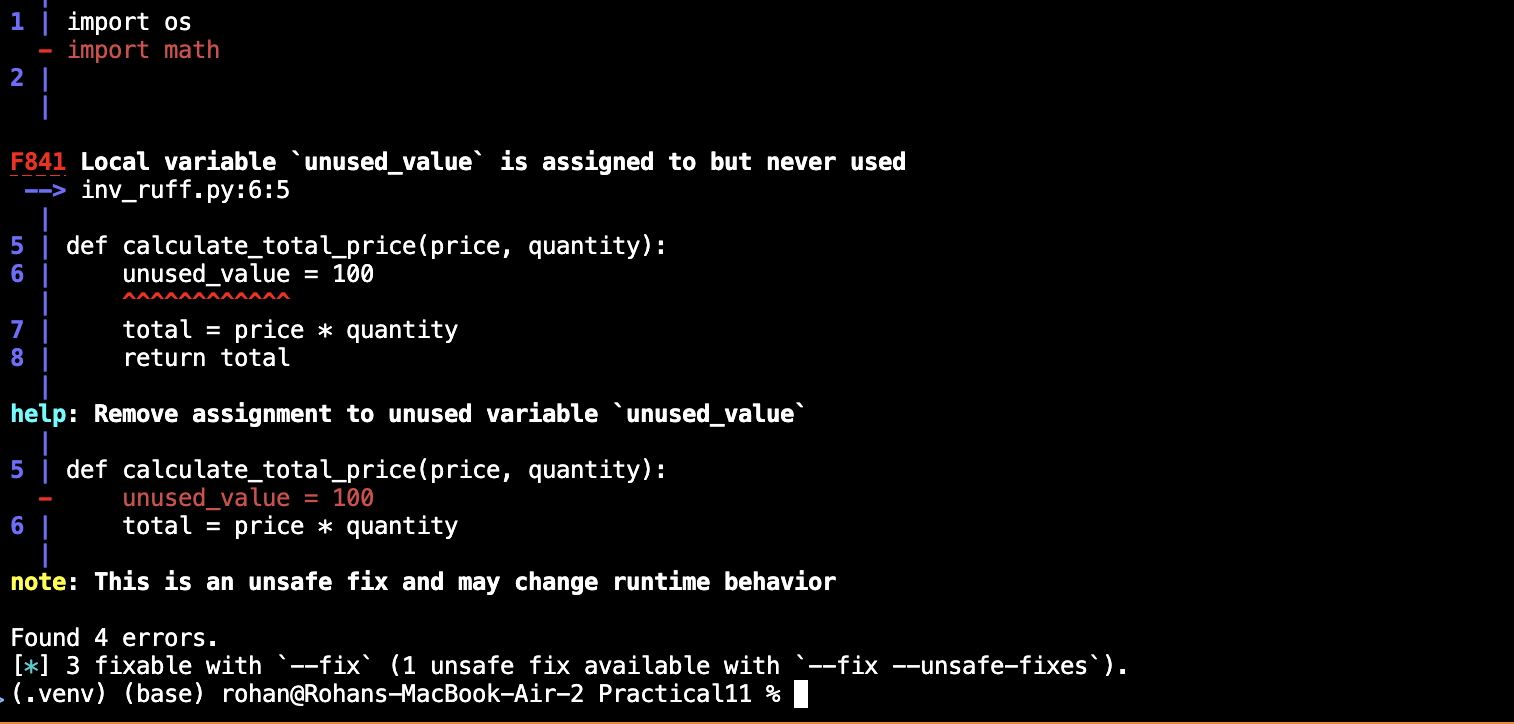 1 | import os
  - import math
2 |
  |
F841 Local variable `unused_value` is assigned to but never used
 --> inv_ruff.py:6:5
  |
5 | def calculate_total_price(price, quantity):
6 |     unused_value = 100
  |     ^^^^^^^^^^^^
7 |     total = price * quantity
8 |     return total
  |
help: Remove assignment to unused variable `unused_value`
  |
5 | def calculate_total_price(price, quantity):
  -     unused_value = 100
6 |     total = price * quantity
  |
note: This is an unsafe fix and may change runtime behavior
Found 4 errors.
[*] 3 fixable with `--fix` (1 unsafe fix available with `--fix --unsafe-fixes`).
(.venv) (base) rohan@Rohans-MacBook-Air-2 Practical11 %